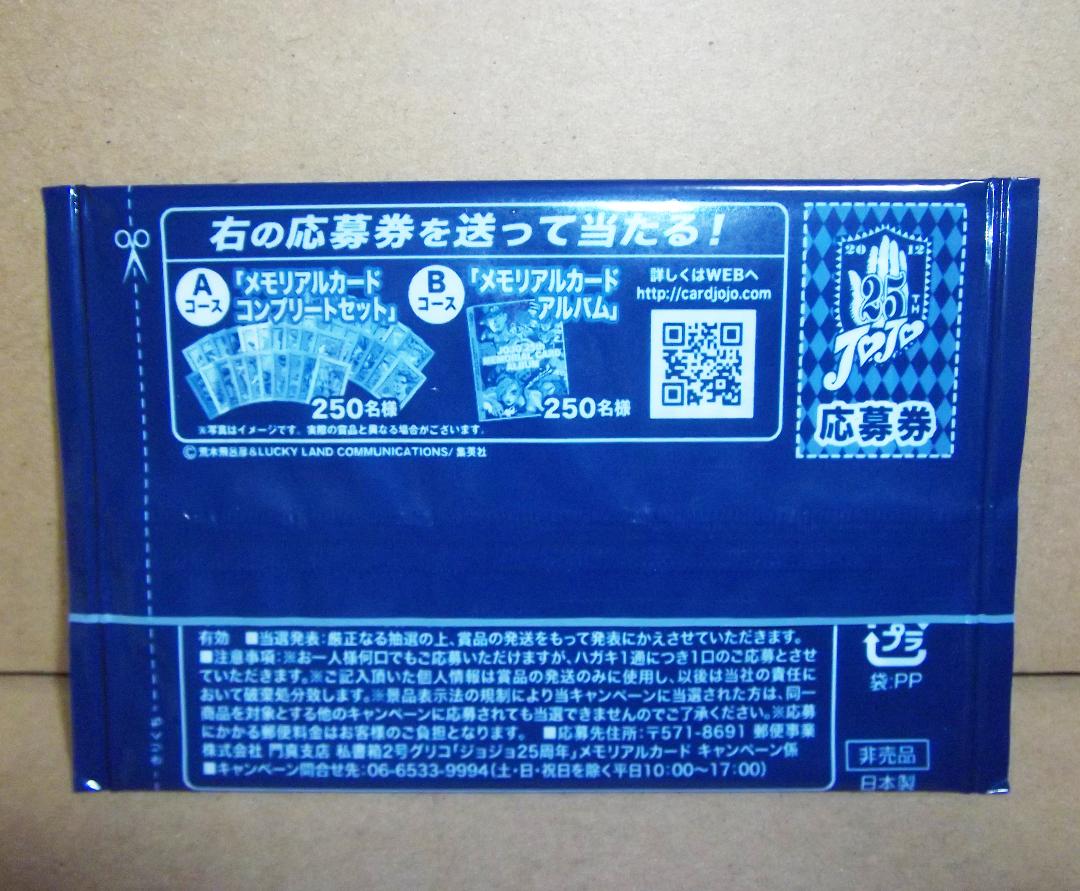 右の応募券を送って当たる!
A
コース
「メモリアルカード
コンプリートセット」
250名様
B
コース
「メモリアルカード
アルバム」
JOJO 25th
MEMORIAL CARD
ALBUM
250名様
詳しくはWEBへ
http://cardjojo.com
※写真はイメージです。実際の賞品と異なる場合がございます。
©荒木飛呂彦&LUCKY LAND COMMUNICATIONS/集英社
2012
25
TH
JOJO
応募券
有効 ■当選発表:厳正なる抽選の上、賞品の発送をもって発表にかえさせていただきます。
■注意事項:※お一人様何口でもご応募いただけますが、ハガキ1通につき1口のご応募とさせ
ていただきます。※ご記入頂いた個人情報は賞品の発送のみに使用し、以後は当社の責任に
おいて破棄処分致します。※景品表示法の規制により当キャンペーンに当選された方は、同一
商品を対象とする他のキャンペーンに応募されても当選できませんのでご了承ください。※応募
にかかる郵便料金はお客様のご負担となります。 ■応募先住所:〒571-8691 郵便事業
株式会社 門真支店 私書箱2号グリコ「ジョジョ25周年」メモリアルカード キャンペーン係
■キャンペーン問合せ先:06-6533-9994(土・日・祝日を除く平日10:00〜17:00)
プラ
袋:PP
非売品
日本製